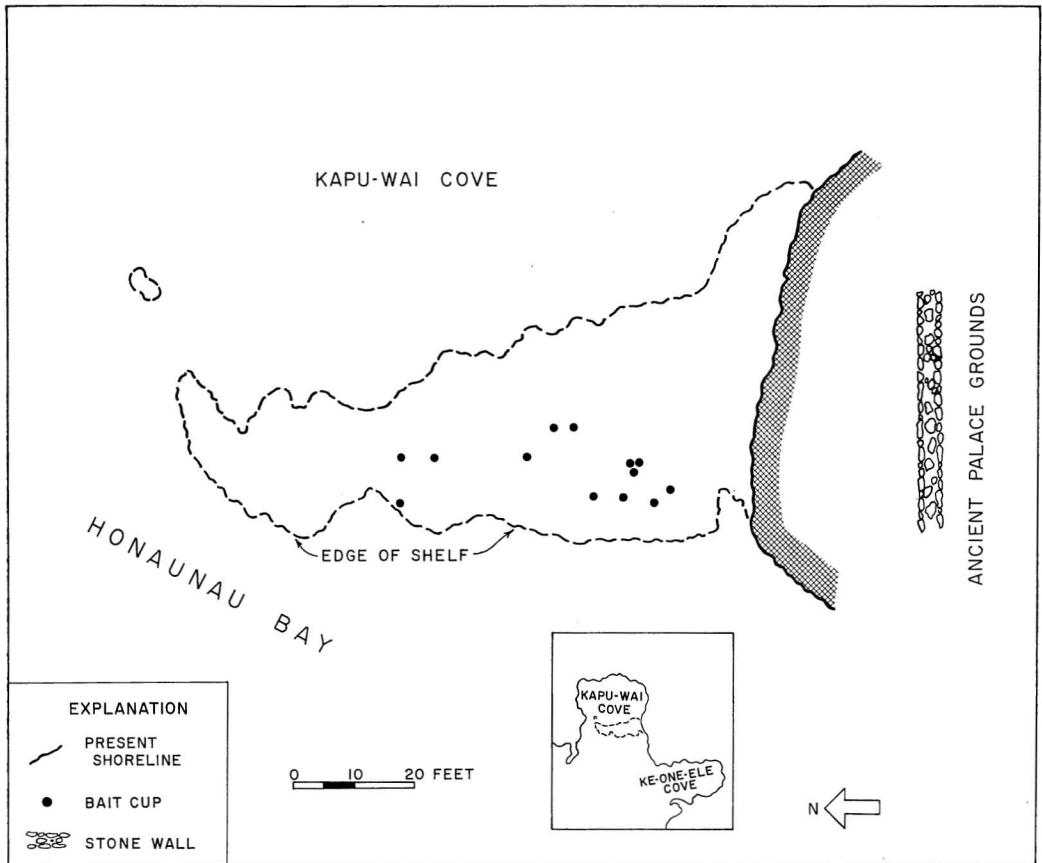 KAPU-WAI COVE
ANCIENT PALACE GROUNDS
EDGE OF SHELF
HONAUNAU BAY
EXPLANATION
PRESENT
SHORELINE
BAIT CUP
STONE WALL
0 10 20 FEET
KAPU-WAI
COVE
KE-ONE-ELE
COVE
N